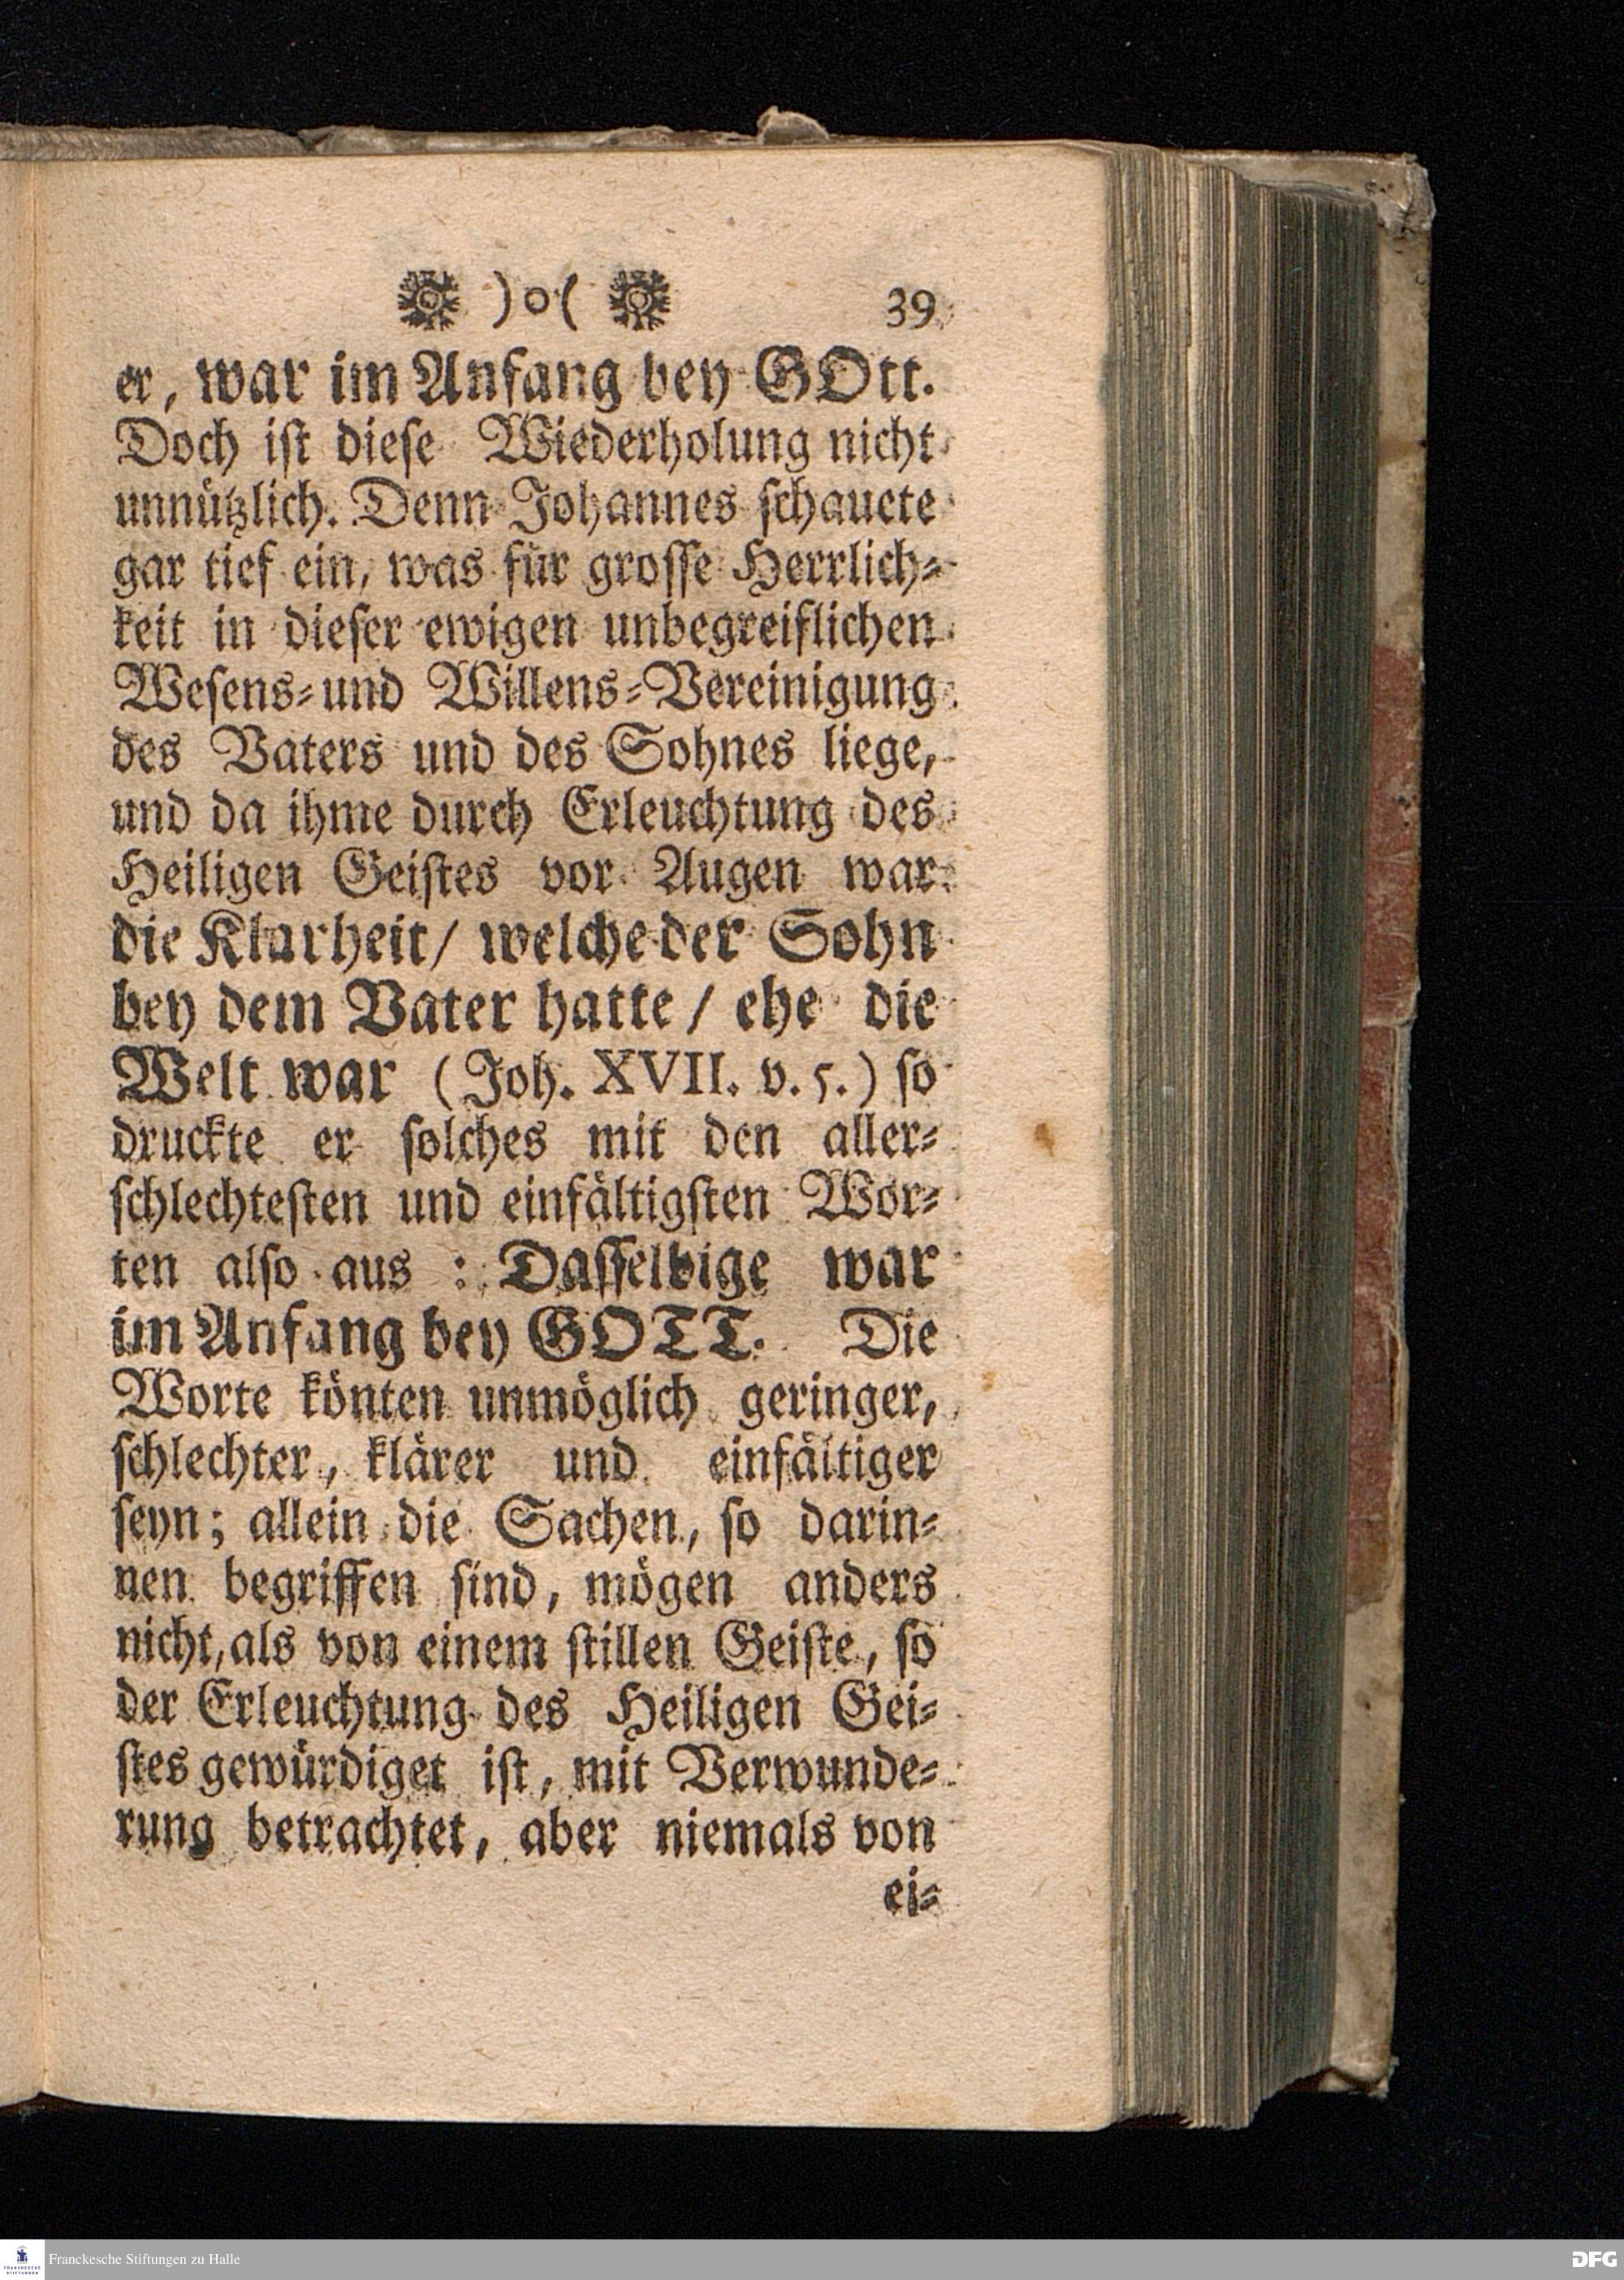 )o( 39
er, war im Anfang bey GOtt.
Doch ist diese Wiederholung nicht
unnützlich. Denn Johannes schauete
gar tief ein, was für grosse Herrlich-
keit in dieser ewigen unbegreiflichen
Wesens-und Willens-Vereinigung
des Vaters und des Sohnes liege,
und da ihme durch Erleuchtung des
Heiligen Geistes vor Augen war
die Klarheit/ welche der Sohn
bey dem Vater hatte/ ehe die
Welt war (Joh. XVII. v. 5.) so
druckte er solches mit den aller-
schlechtesten und einfältigsten Wor-
ten also aus : Dasselbige war
im Anfang bey GOTT. Die
Worte könten unmöglich geringer,
schlechter, klärer und einfältiger
seyn; allein die Sachen, so darin-
nen begriffen sind, mögen anders
nicht, als von einem stillen Geiste, so
der Erleuchtung des Heiligen Gei-
stes gewürdiget ist, mit Verwunde-
rung betrachtet, aber niemals von
ei-
Franckesche Stiftungen zu Halle
DFG